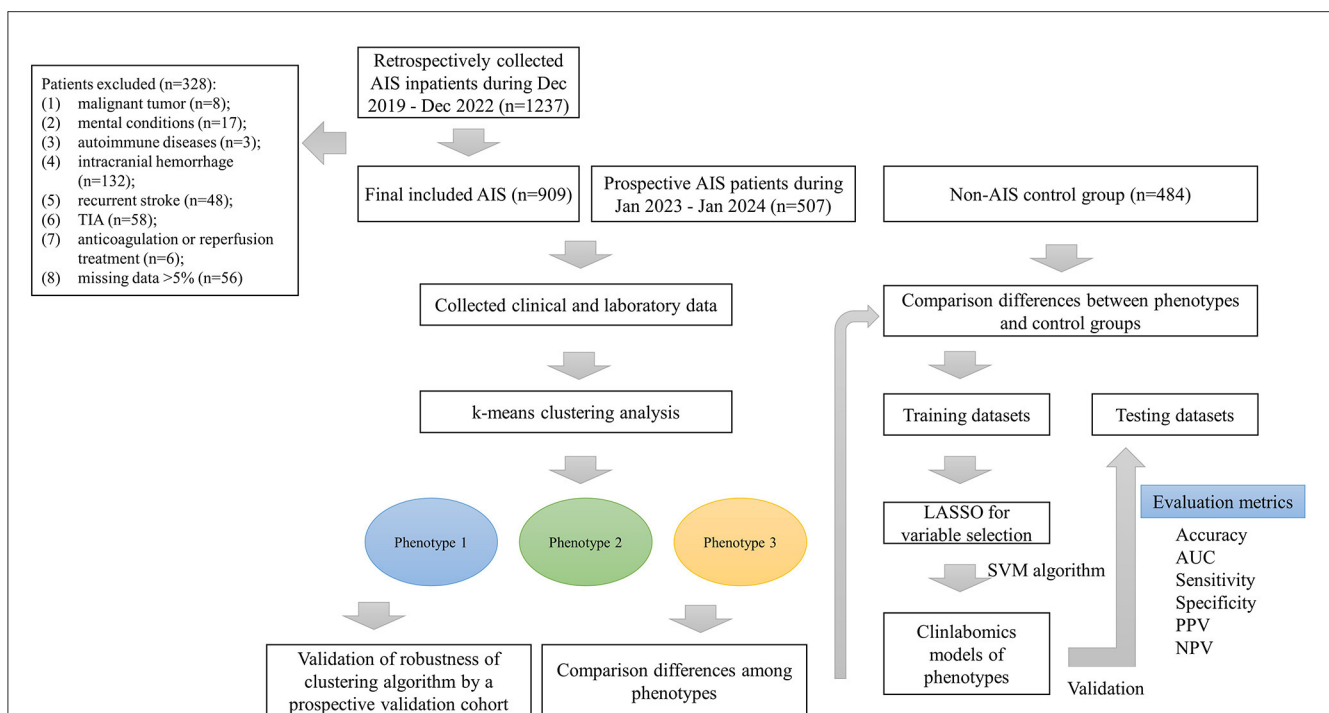 Retrospectively collected
AIS inpatients during Dec
2019 - Dec 2022 (n=1237)
Patients excluded (n=328):
(1) malignant tumor (n=8);
(2) mental conditions (n=17);
(3) autoimmune diseases (n=3);
(4) intracranial hemorrhage
(n=132);
(5) recurrent stroke (n=48);
(6) TIA (n=58);
(7) anticoagulation or reperfusion
treatment (n=6);
(8) missing data >5% (n=56)
Final included AIS (n=909)
Prospective AIS patients during
Jan 2023 - Jan 2024 (n=507)
Non-AIS control group (n=484)
Collected clinical and laboratory data
k-means clustering analysis
Phenotype 1
Phenotype 2
Phenotype 3
Validation of robustness of
clustering algorithm by a
prospective validation cohort
Comparison differences among
phenotypes
Comparison differences between phenotypes
and control groups
Training datasets
Testing datasets
LASSO for
variable selection
SVM algorithm
Clinlabomics
models of
phenotypes
Validation
Evaluation metrics
Accuracy
AUC
Sensitivity
Specificity
PPV
NPV